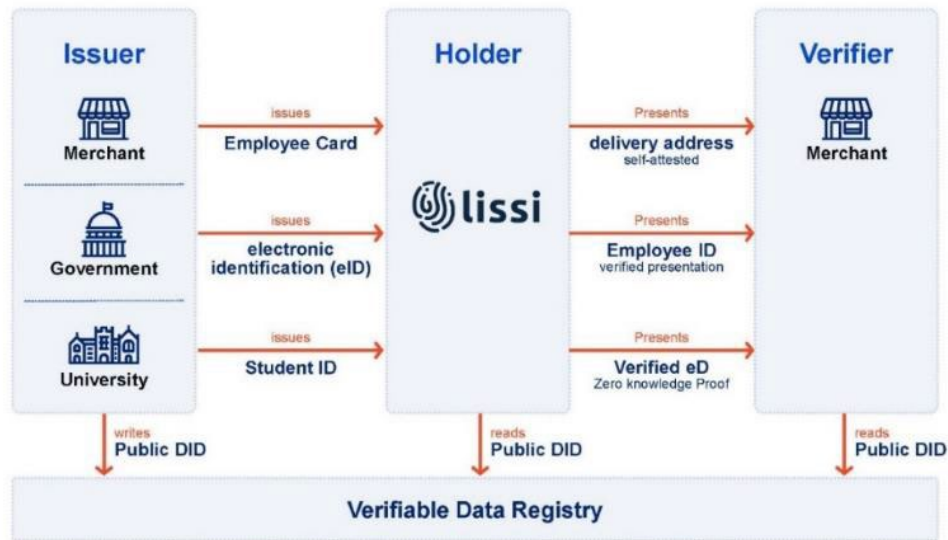 Issuer
Holder
Verifier
Merchant
issues
Employee Card
Presents
delivery address
self-attested
Merchant
lissi
Government
issues
electronic
identification (eID)
Presents
Employee ID
verified presentation
University
issues
Student ID
Presents
Verified eD
Zero knowledge Proof
writes
Public DID
reads
Public DID
reads
Public DID
Verifiable Data Registry